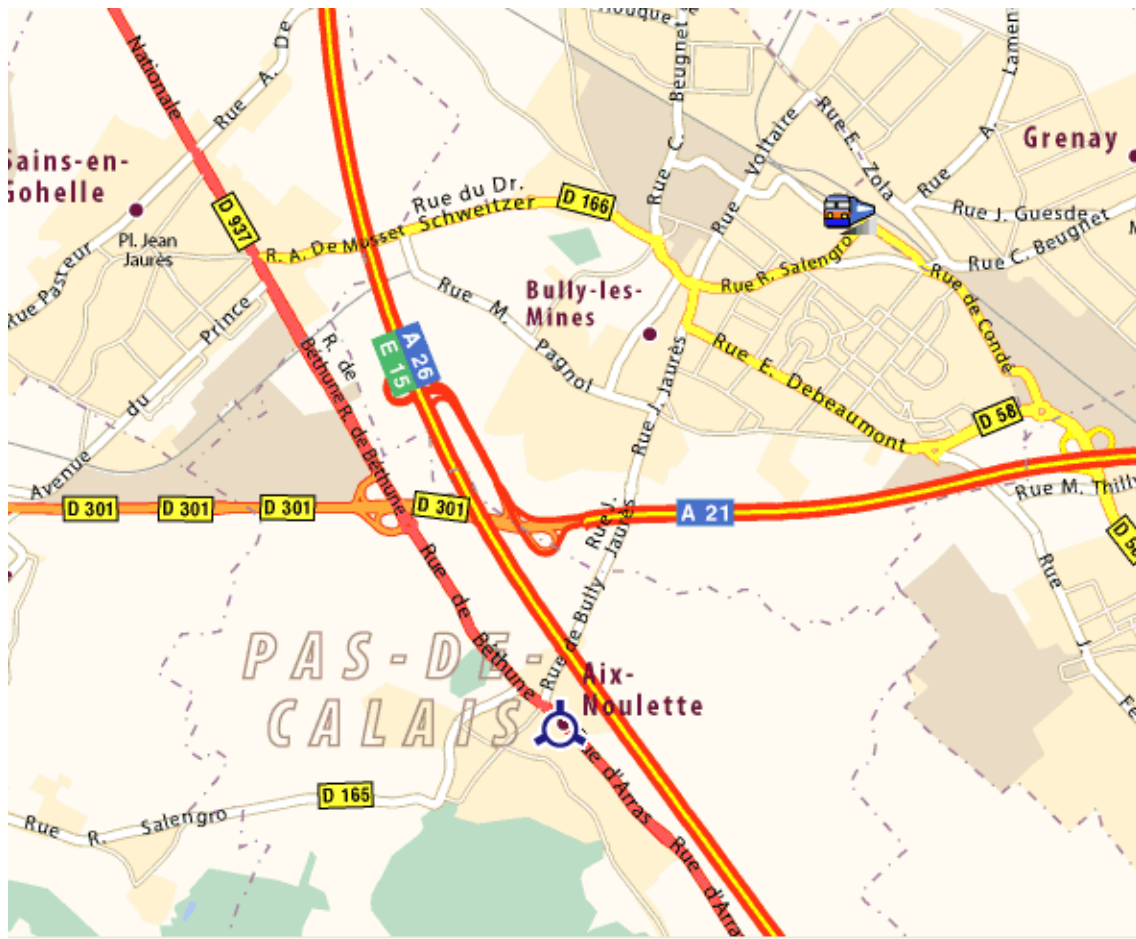 Rue C. Beugnet
Rue A.
Nationale
Rue A. De
Rue Voltaire
Rue E. Zola
Grenay
Sains-en-
Gohelle
D 937
Rue du Dr.
Schweitzer
D 166
Rue J. Guesde
Pl. Jean
Jaurès
R. A. De Musset
Rue R. Salengro
Rue C. Beugnet
Rue Pasteur
Rue M. Pagnol
Bully-les-
Mines
Rue de Conde
Avenue du Prince
R. de
Béthune
A 26
E 15
Rue J. Jaurès
Rue E. Debeaumont
D 58
R. de Béthune
D 301
D 301
D 301
D 301
A 21
Rue M. Thilly
Rue J.
Jaurès
Rue de Béthune
Rue de Bully
Rue J.
PAS-DE-
CALAIS
Aix-
Noulette
D 165
Rue R. Salengro
Rue d'Arras
Rue d'Arras